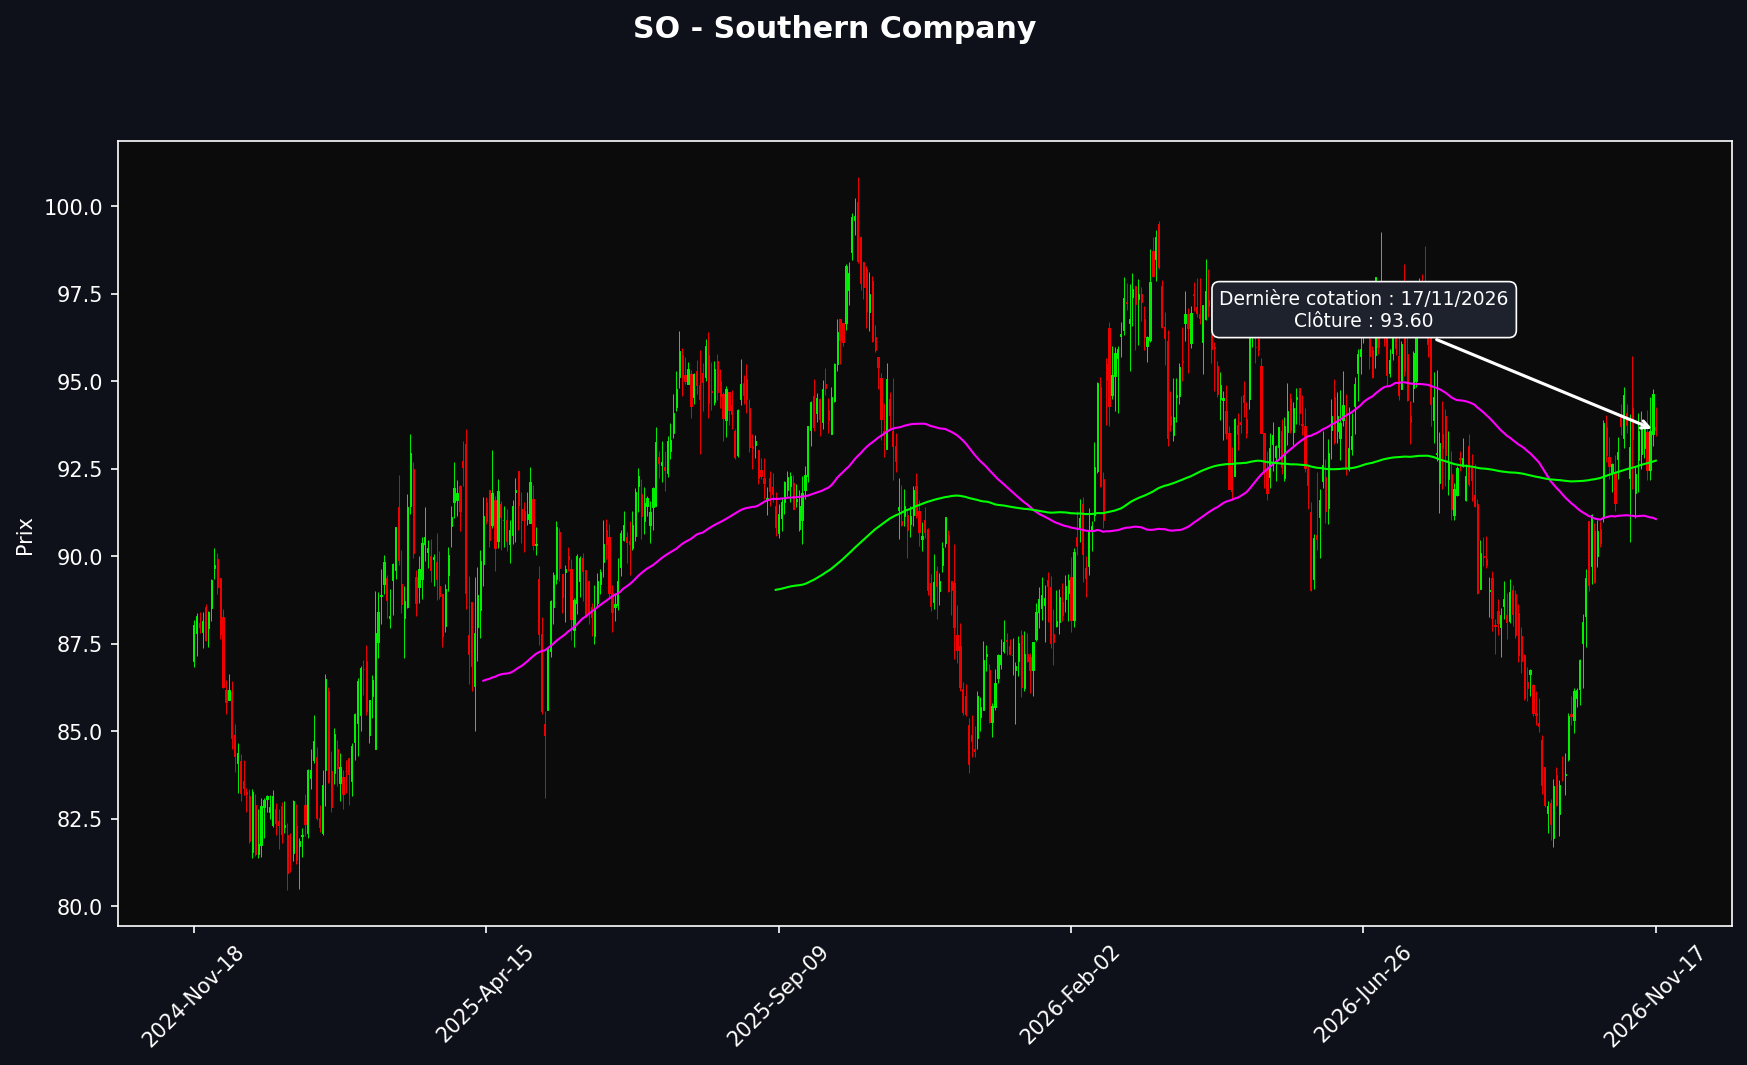 SO - Southern Company
Prix
100.0
97.5
95.0
92.5
90.0
87.5
85.0
82.5
80.0
Dernière cotation : 17/11/2026
Clôture : 93.60
2024-Nov-18
2025-Apr-15
2025-Sep-09
2026-Feb-02
2026-Jun-26
2026-Nov-17